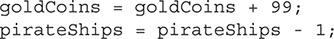 goldCoins = goldCoins + 99;
pirateShips = pirateShips - 1;